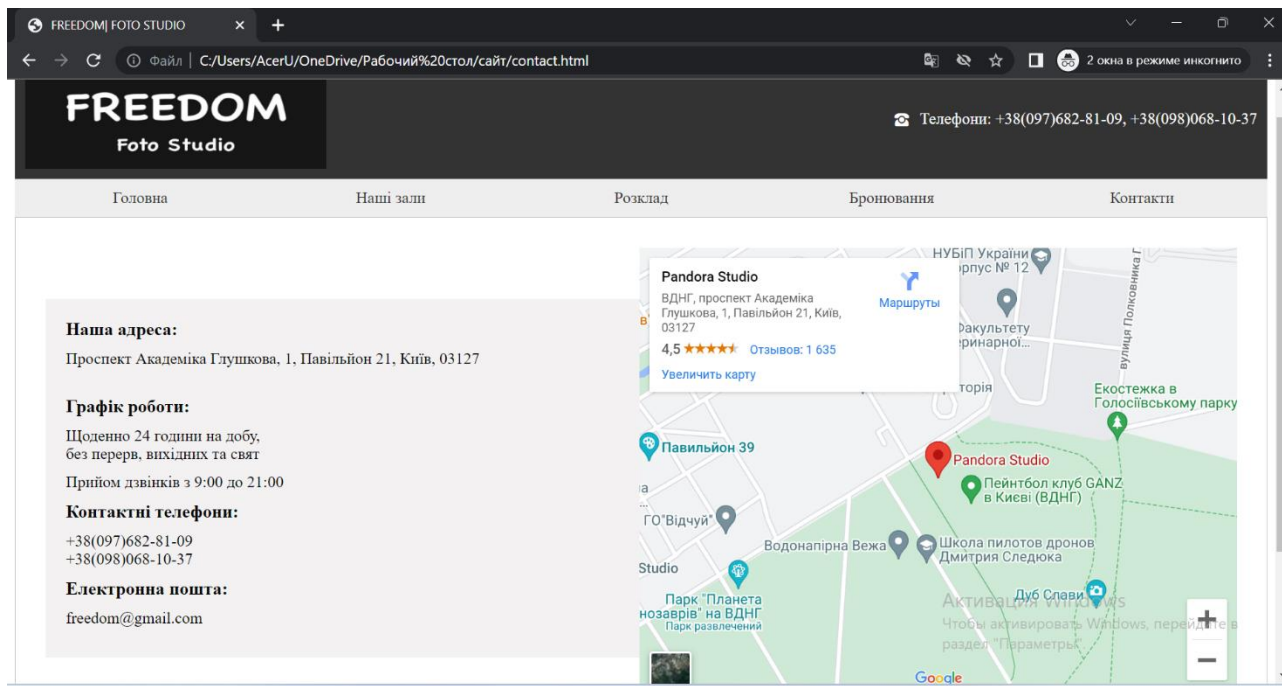 FREEDOM| FOTO STUDIO
Файл | C:/Users/AcerU/OneDrive/Рабочий%20стол/сайт/contact.html
2 окна в режиме инкогнито
FREEDOM
Foto Studio
Телефони: +38(097)682-81-09, +38(098)068-10-37
Головна
Наші зали
Розклад
Бронювання
Контакти
Наша адреса:
Проспект Академіка Глушкова, 1, Павільйон 21, Київ, 03127
Графік роботи:
Щоденно 24 години на добу,
без перерв, вихідних та свят
Прийом дзвінків з 9:00 до 21:00
Контактні телефони:
+38(097)682-81-09
+38(098)068-10-37
Електронна пошта:
freedom@gmail.com
Pandora Studio
ВДНГ, проспект Академіка
Глушкова, 1, Павільйон 21, Київ,
03127
4,5
Отзывов: 1 635
Увеличить карту
Маршруты
НУБіП України
орпус № 12
Факультету
еринарної...
торія
вулиця Полковника
Екостежка в
Голосіївському парку
Павильон 39
Pandora Studio
Пейнтбол клуб GANZ
в Києві (ВДНГ)
ГО"Відчуй"
Водонапірна Вежа
Школа пилотов дронов
Дмитрия Следюка
Studio
Парк "Планета
нозаврів" на ВДНГ
Парк развлечений
Дуб Слави
Активация Windows
Чтобы активировать Windows, перейдите в
раздел "Параметры".
Google